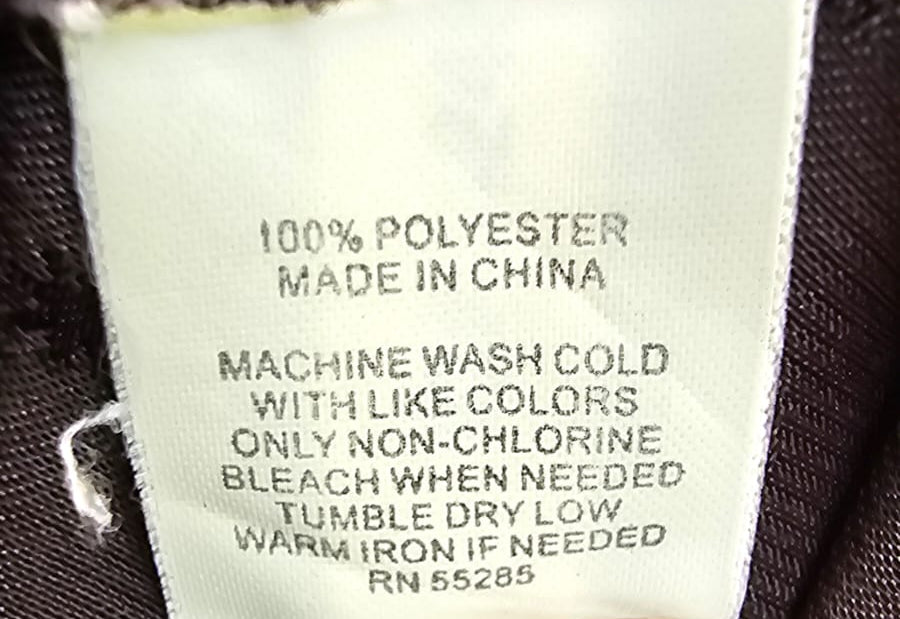 100% POLYESTER
MADE IN CHINA
MACHINE WASH COLD
WITH LIKE COLORS
ONLY NON-CHLORINE
BLEACH WHEN NEEDED
TUMBLE DRY LOW
WARM IRON IF NEEDED
RN 55285